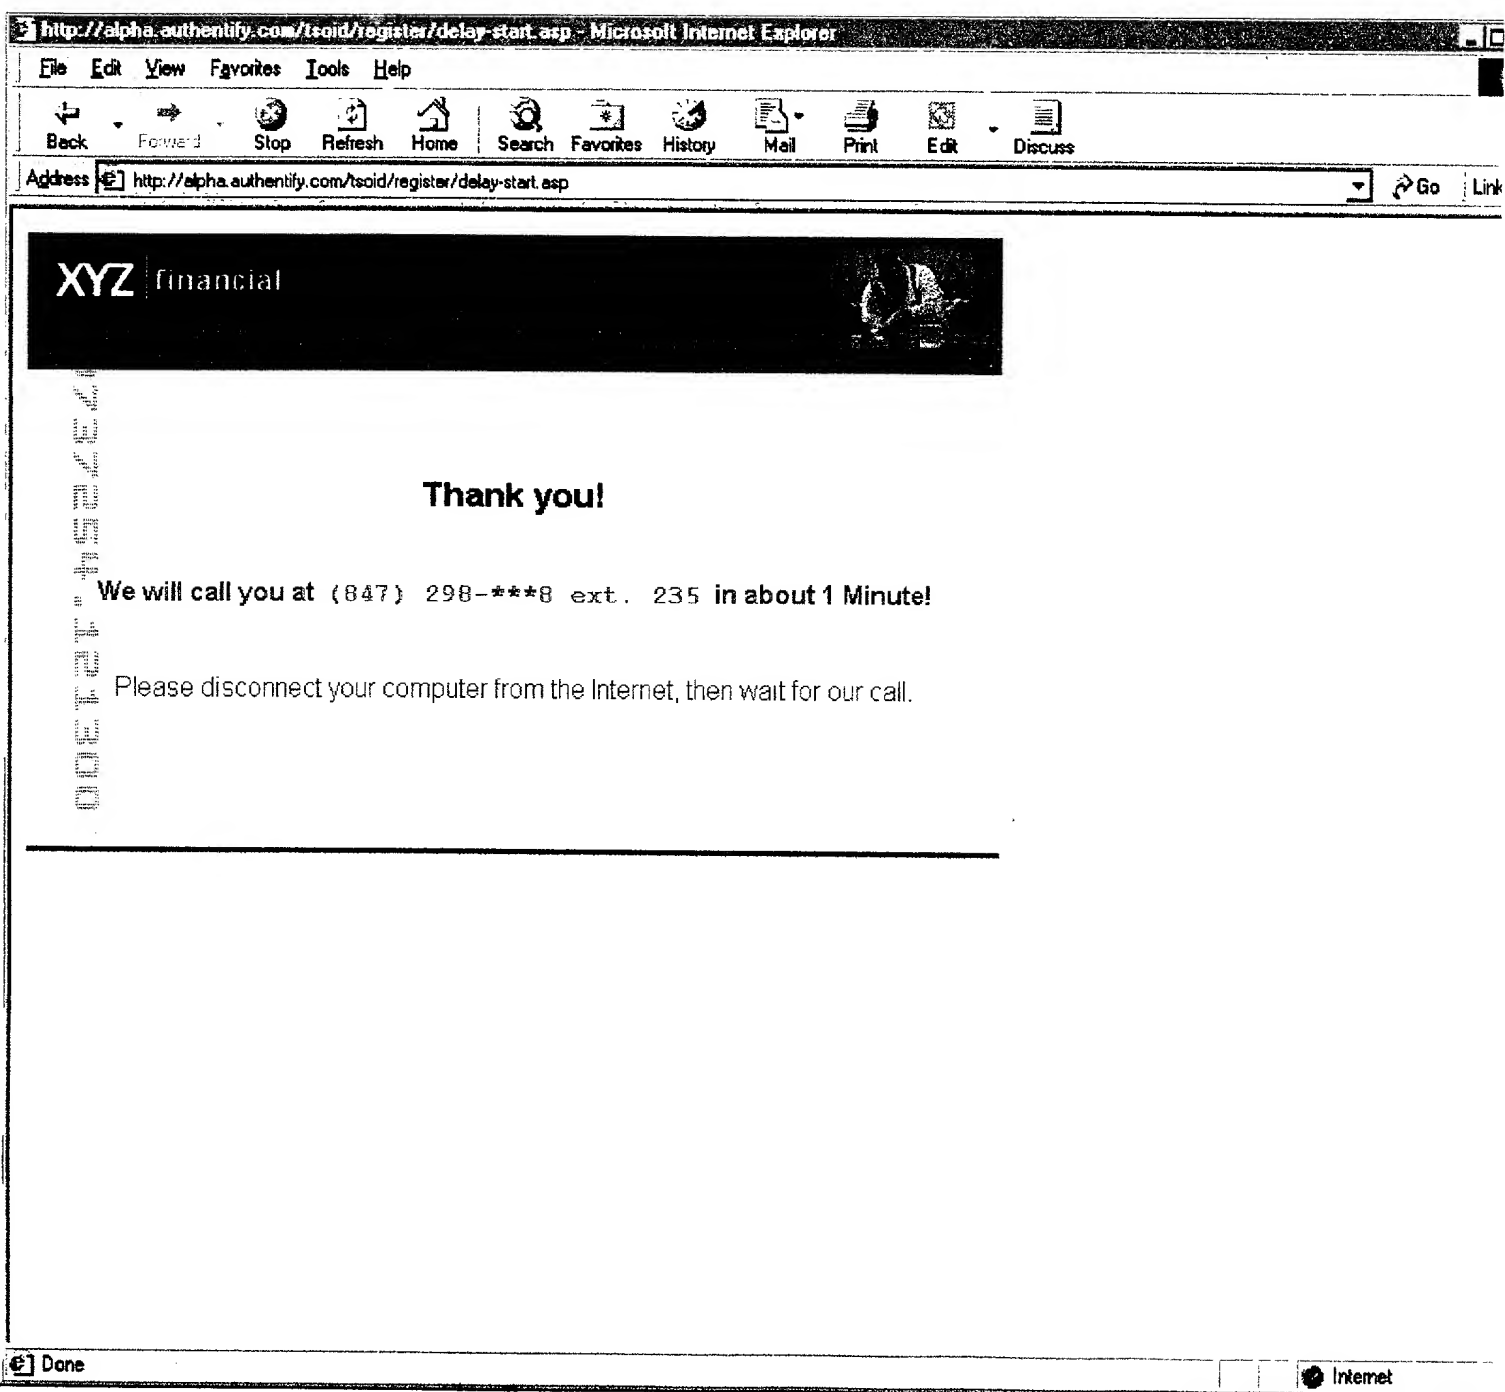 http://alpha.authentify.com/tsoid/register/delay-start.asp - Microsoft Internet Explorer
File Edit View Favorites Tools Help
Back Forward Stop Refresh Home Search Favorites History Mail Print Edit Discuss
Address http://alpha.authentify.com/tsoid/register/delay-start.asp Go Link
XYZ financial
Thank you!
We will call you at (847) 298-***8 ext. 235 in about 1 Minute!
Please disconnect your computer from the Internet, then wait for our call.
Done Internet